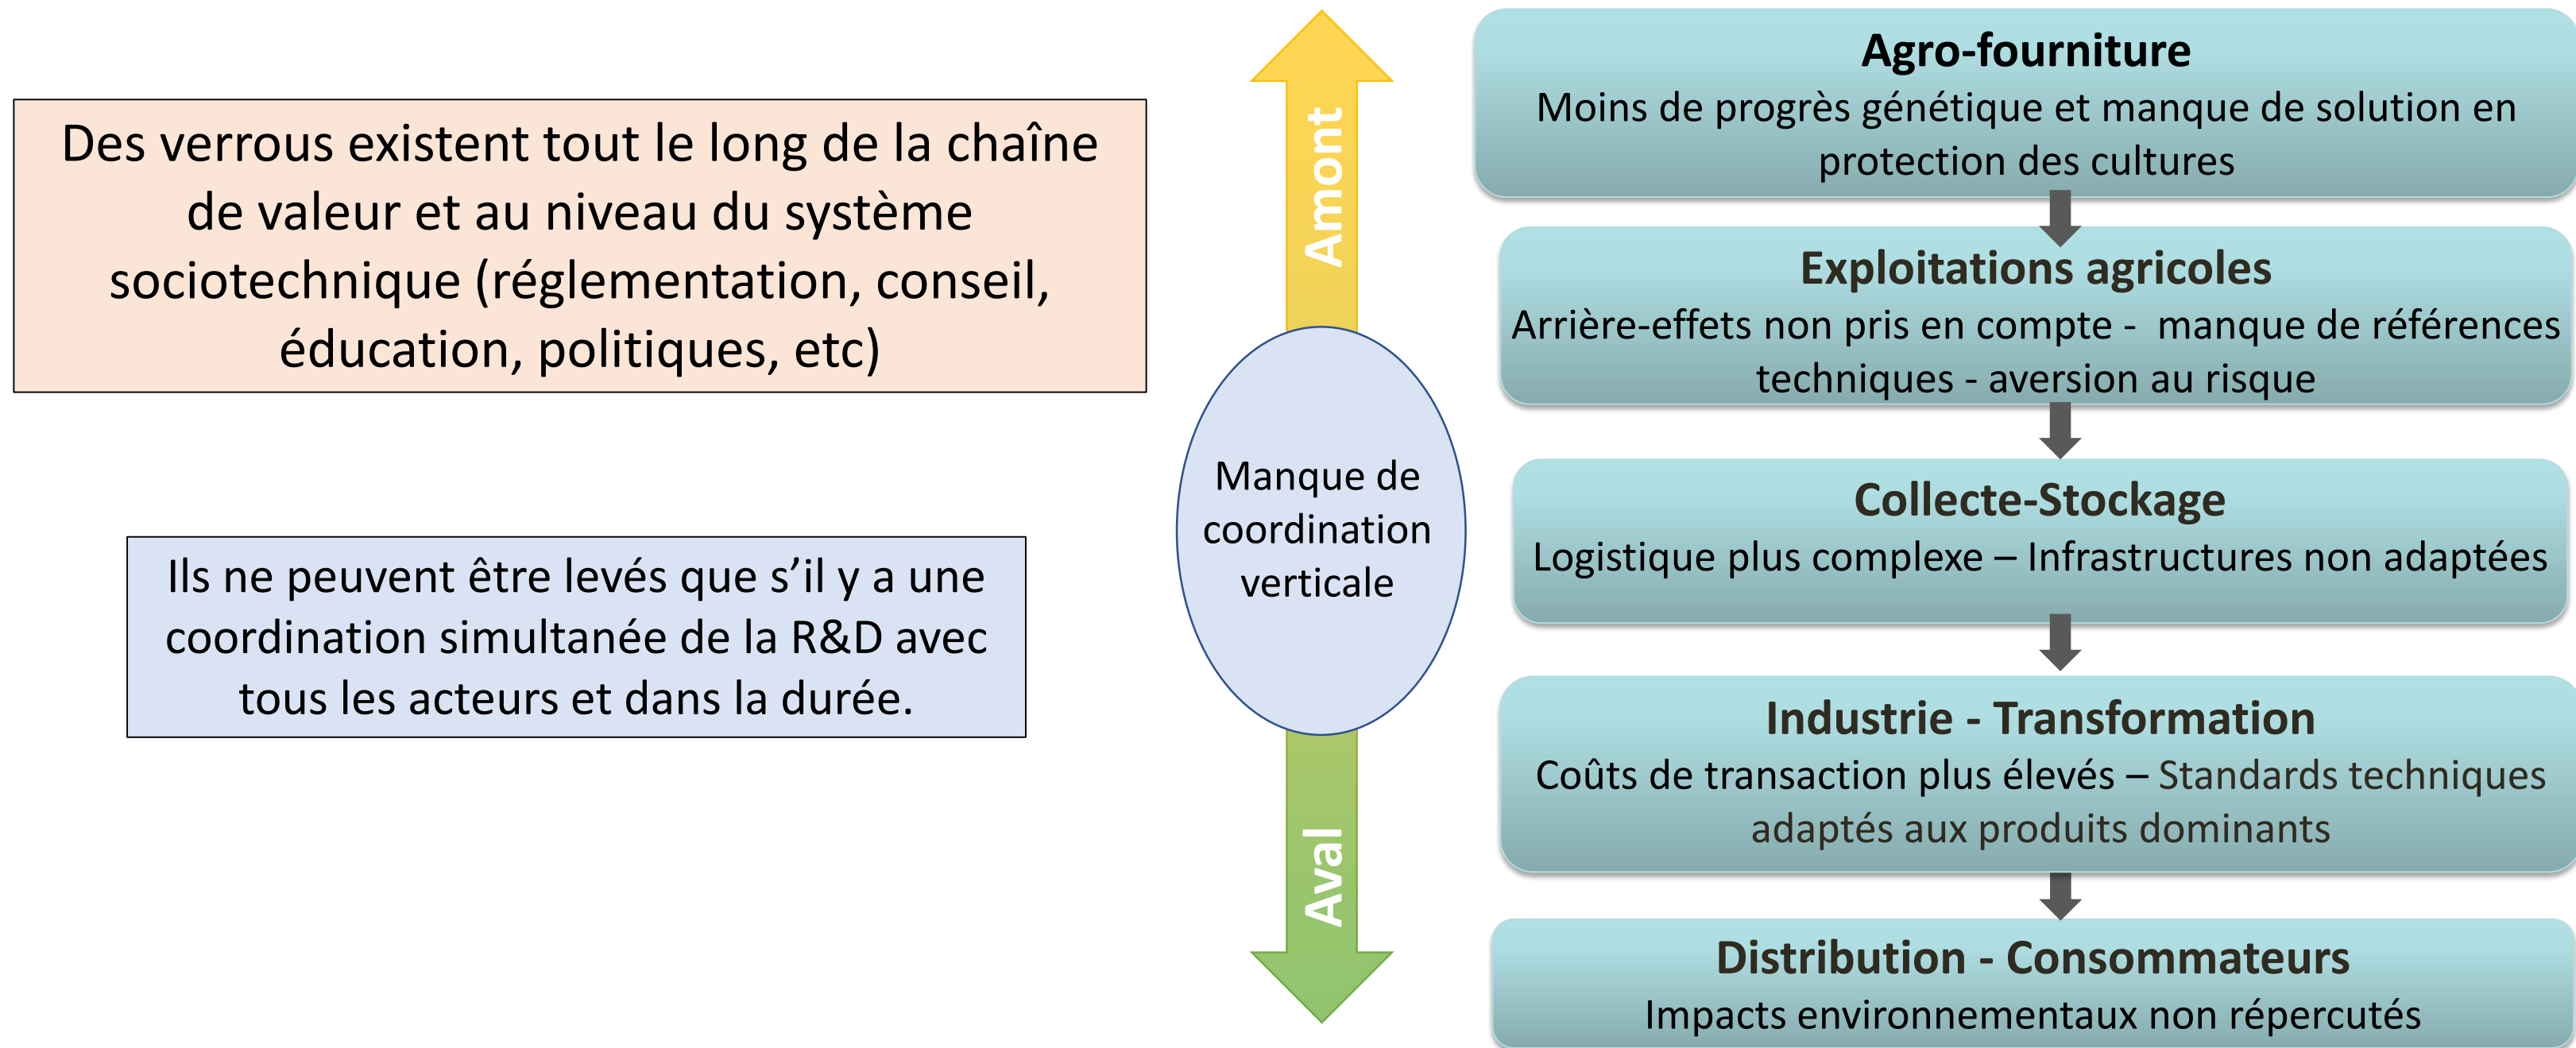 Des verrous existent tout le long de la chaîne
de valeur et au niveau du système
sociotechnique (réglementation, conseil,
éducation, politiques, etc)
Ils ne peuvent être levés que s’il y a une
coordination simultanée de la R&D avec
tous les acteurs et dans la durée.
Amont
Manque de
coordination
verticale
Aval
Agro-fourniture
Moins de progrès génétique et manque de solution en
protection des cultures
Exploitations agricoles
Arrière-effets non pris en compte - manque de références
techniques - aversion au risque
Collecte-Stockage
Logistique plus complexe – Infrastructures non adaptées
Industrie - Transformation
Coûts de transaction plus élevés – Standards techniques
adaptés aux produits dominants
Distribution - Consommateurs
Impacts environnementaux non répercutés